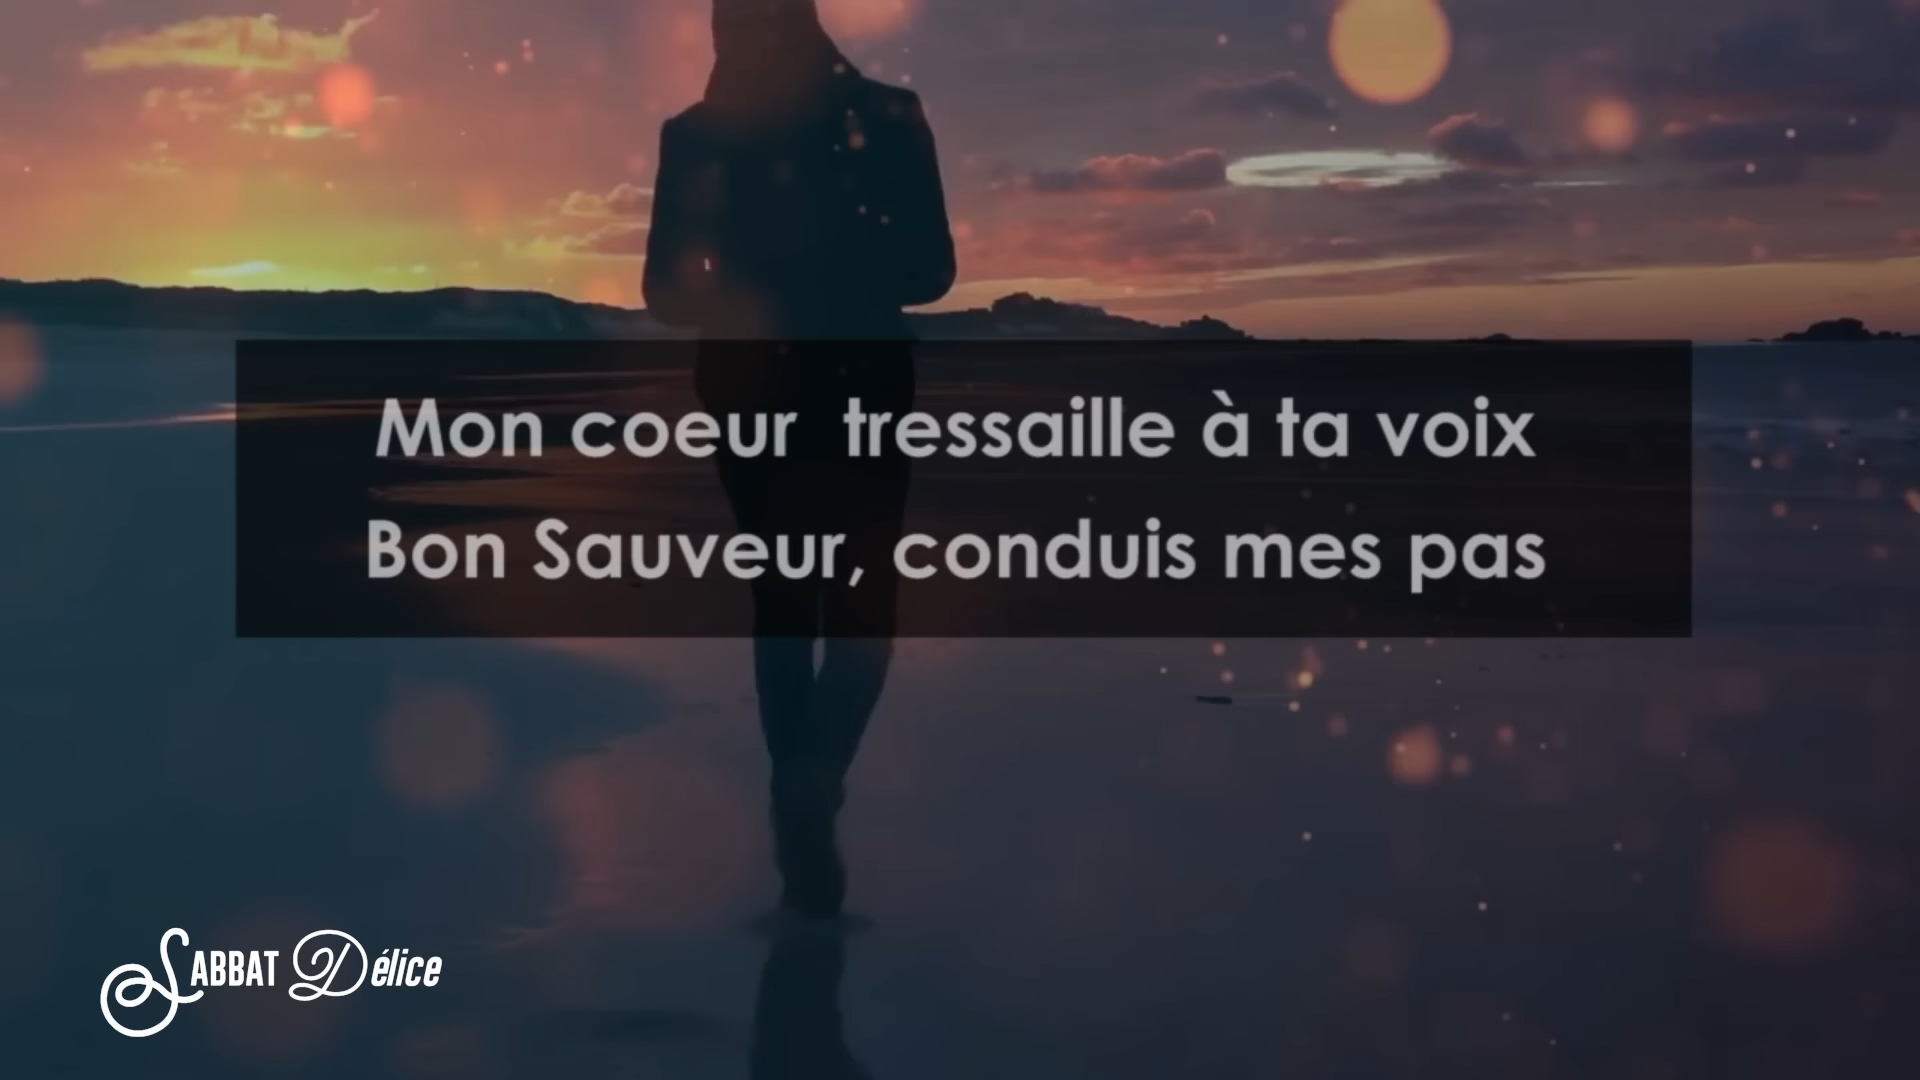 Mon coeur  tressaille à ta voix
Bon Sauveur, conduis mes pas
SABBAT Délice